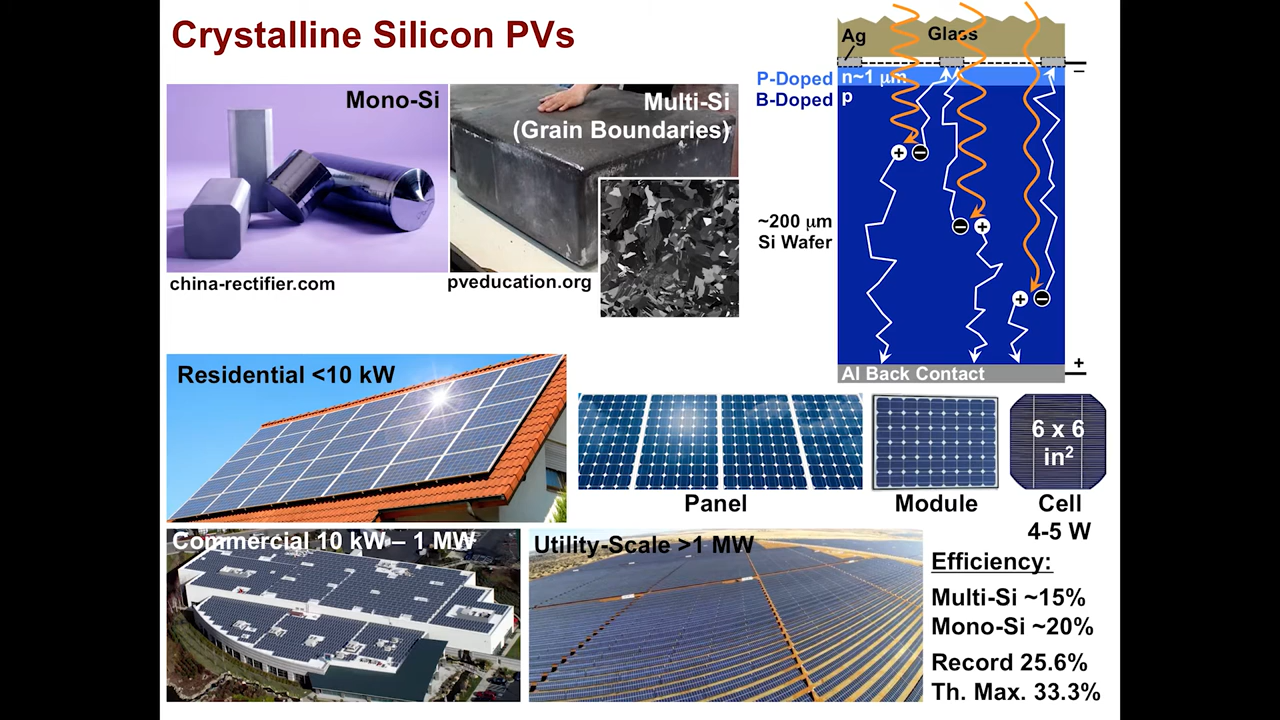 Crystalline Silicon PVs
Mono-Si
china-rectifier.com
Multi-Si
(Grain Boundaries)
pveducation.org
Ag
Glass
–
P-Doped
n~1 μm
B-Doped
p
+ –
– +
+ –
~200 μm
Si Wafer
+
Al Back Contact
Residential <10 kW
Panel
Module
6 x 6
in²
Cell
4-5 W
Commercial 10 kW – 1 MW
Utility-Scale >1 MW
Efficiency:
Multi-Si ~15%
Mono-Si ~20%
Record 25.6%
Th. Max. 33.3%